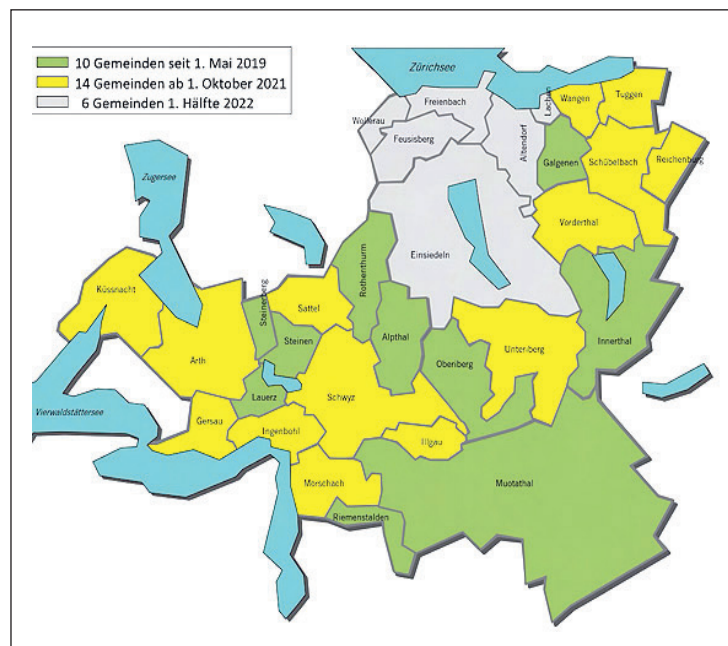 10 Gemeinden seit 1. Mai 2019
14 Gemeinden ab 1. Oktober 2021
6 Gemeinden 1. Hälfte 2022
Zürichsee
Freienbach
Wollerau
Feusisberg
Lachen
Altendorf
Wangen
Tuggen
Galgenen
Schübelbach
Reichenburg
Zugersee
Vorderthal
Einsiedeln
Küssnacht
Steinerberg
Sattel
Rothenthurm
Steinen
Alpthal
Arth
Unterberg
Innerthal
Obenberg
Lauerz
Schwyz
Vierwaldstättersee
Gersau
Ingenbohl
Illgau
Morschach
Muotathal
Riemenstalden